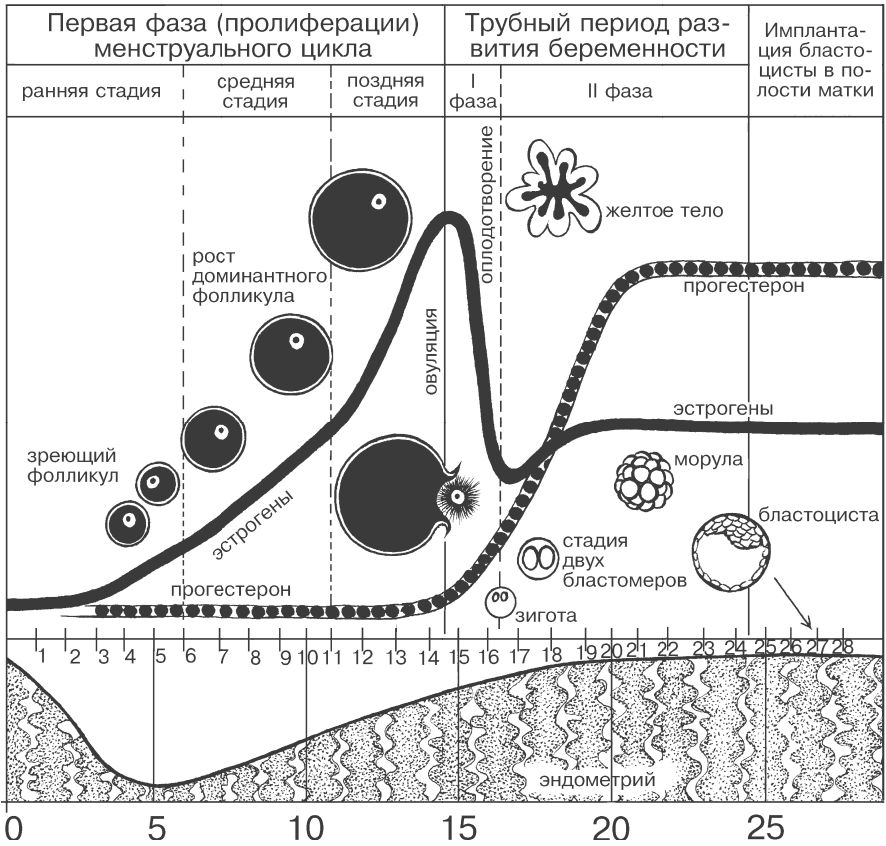 Первая фаза (пролиферации)
менструального цикла
Трубный период раз-
вития беременности
Импланта-
ция бласто-
цисты в по-
лости матки
ранняя стадия
средняя
стадия
поздняя
стадия
I
фаза
II фаза
оплодотворение
желтое тело
рост
доминантного
фолликула
прогестерон
овуляция
эстрогены
зреющий
фолликул
морула
эстрогены
бластоциста
стадия
двух
бластомеров
прогестерон
зигота
1 2 3 4 5 6 7 8 9 10 11 12 13 14 15 16 17 18 19 20 21 22 23 24 25 26 27 28
эндометрий
0 5 10 15 20 25